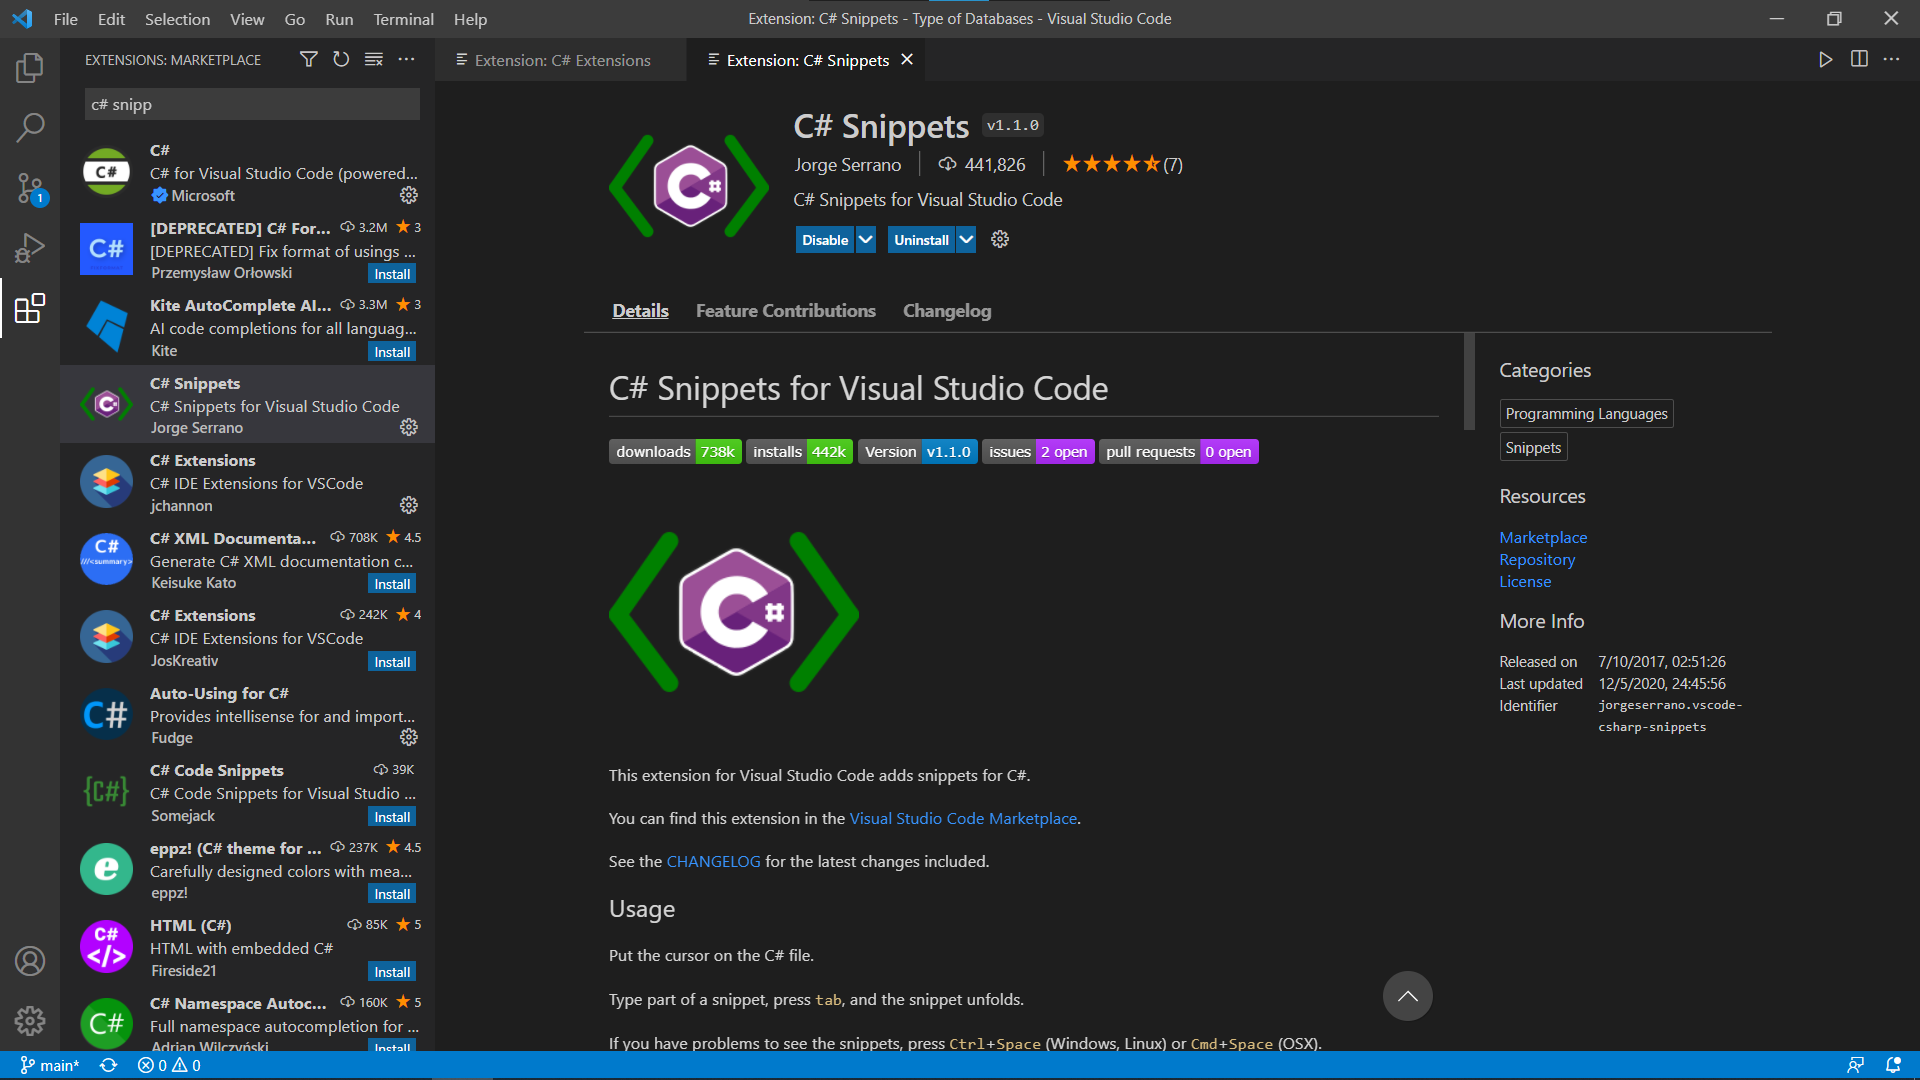 File Edit Selection View Go Run Terminal Help
Extension: C# Snippets - Type of Databases - Visual Studio Code
EXTENSIONS: MARKETPLACE
c# snipp
C#
C# for Visual Studio Code (powered...
Microsoft
[DEPRECATED] C# For... 3.2M 3
[DEPRECATED] Fix format of usings ...
Przemysław Orłowski Install
Kite AutoComplete AI... 3.3M 3
AI code completions for all languag...
Kite Install
C# Snippets
C# Snippets for Visual Studio Code
Jorge Serrano
C# Extensions
C# IDE Extensions for VSCode
jchannon
C# XML Documenta... 708K 4.5
Generate C# XML documentation c...
Keisuke Kato Install
C# Extensions 242K 4
C# IDE Extensions for VSCode
JosKreativ Install
Auto-Using for C#
Provides intellisense for and import...
Fudge
C# Code Snippets 39K
C# Code Snippets for Visual Studio ...
Somejack Install
eppz! (C# theme for ... 237K 4.5
Carefully designed colors with mea...
eppz! Install
HTML (C#) 85K 5
HTML with embedded C#
Fireside21 Install
C# Namespace Autoc... 160K 5
Full namespace autocompletion for ...
Adrian Wilczyński Install
C#
C#
C#
///<summary>
C#
{C#}
e
C#
</>
C#
1
Extension: C# Extensions
Extension: C# Snippets
C#
C# Snippets v1.1.0
Jorge Serrano 441,826 (7)
C# Snippets for Visual Studio Code
Disable Uninstall
Details Feature Contributions Changelog
C# Snippets for Visual Studio Code
downloads 738k installs 442k Version v1.1.0 issues 2 open pull requests 0 open
C#
This extension for Visual Studio Code adds snippets for C#.
You can find this extension in the Visual Studio Code Marketplace.
See the CHANGELOG for the latest changes included.
Usage
Put the cursor on the C# file.
Type part of a snippet, press tab, and the snippet unfolds.
If you have problems to see the snippets, press Ctrl+Space (Windows, Linux) or Cmd+Space (OSX).
Categories
Programming Languages
Snippets
Resources
Marketplace
Repository
License
More Info
Released on 7/10/2017, 02:51:26
Last updated 12/5/2020, 24:45:56
Identifier jorgeserrano.vscode-
csharp-snippets
main* 0 0